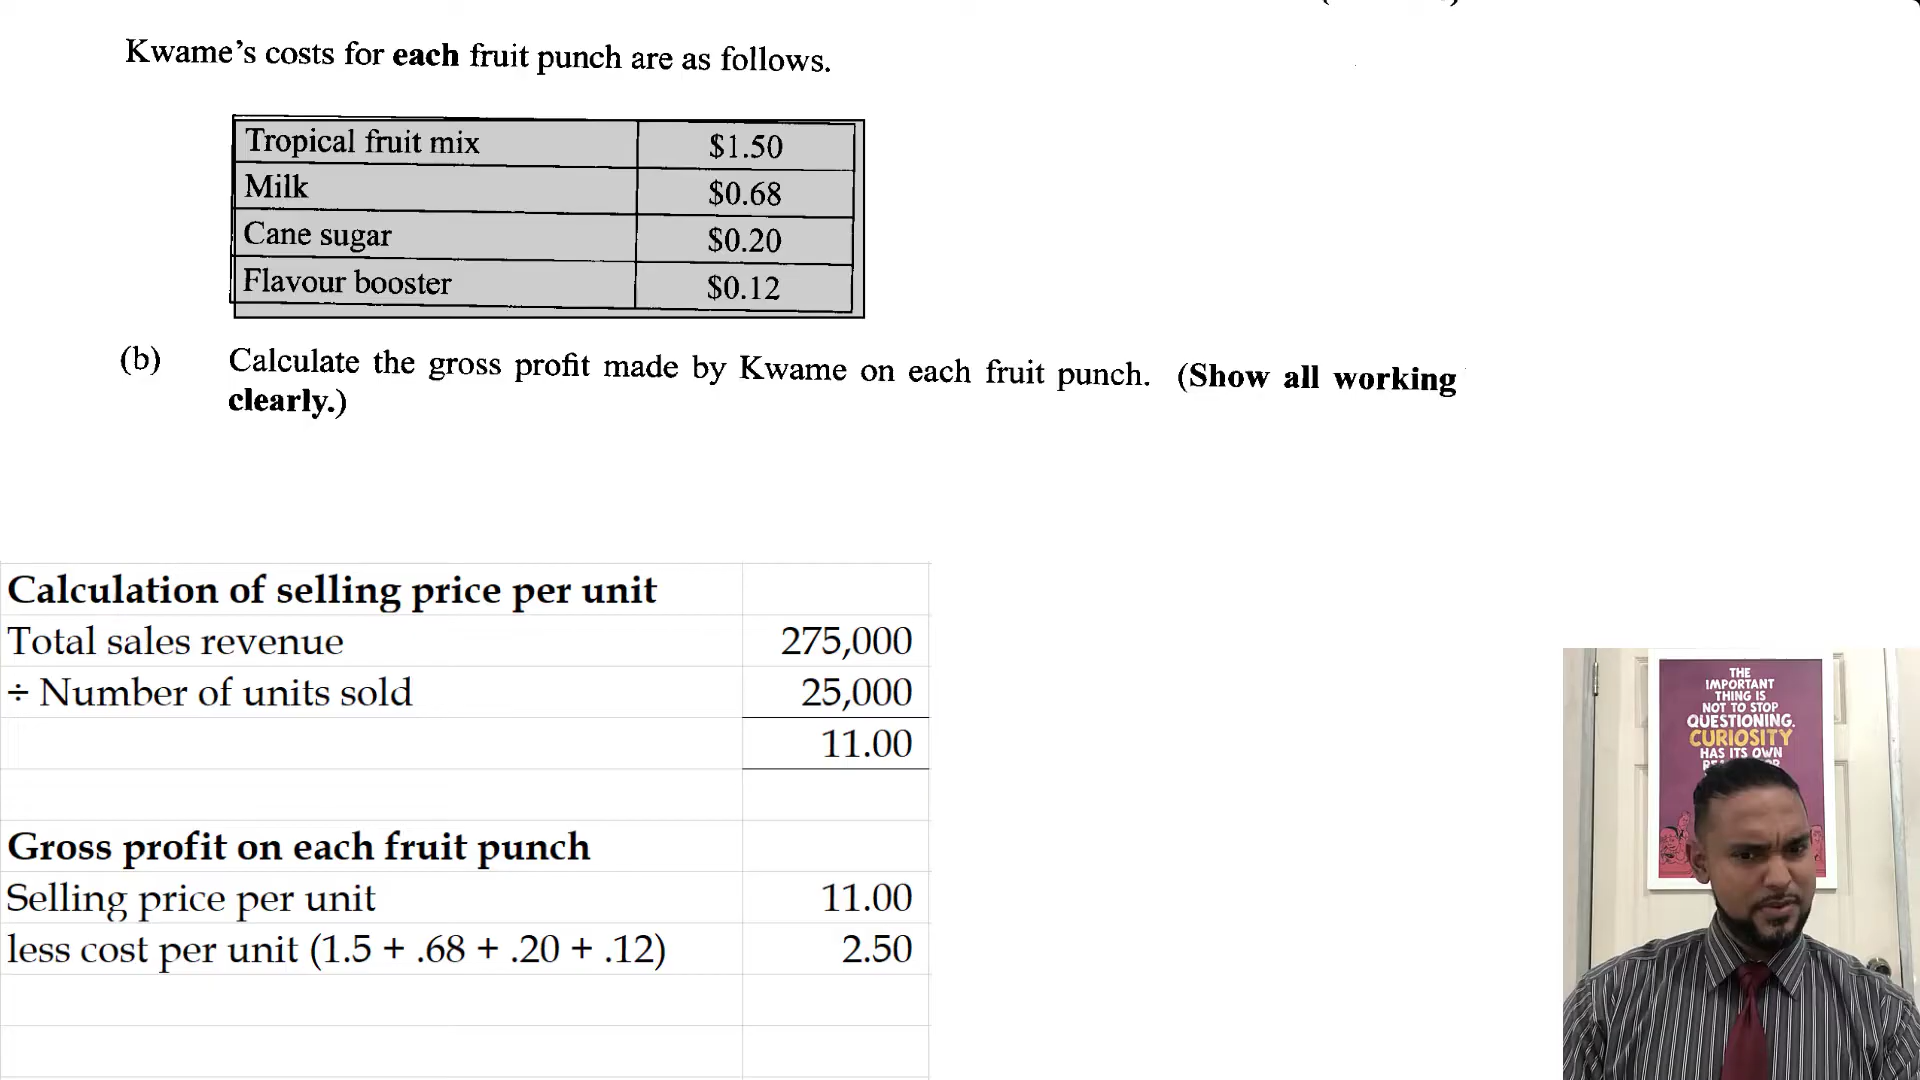 Kwame's costs for each fruit punch are as follows.
Tropical fruit mix $1.50
Milk $0.68
Cane sugar $0.20
Flavour booster $0.12
(b) Calculate the gross profit made by Kwame on each fruit punch. (Show all working
clearly.)
Calculation of selling price per unit
Total sales revenue 275,000
÷ Number of units sold 25,000
11.00
Gross profit on each fruit punch
Selling price per unit 11.00
less cost per unit (1.5 + .68 + .20 + .12) 2.50
THE
IMPORTANT
THING IS
NOT TO STOP
QUESTIONING.
CURIOSITY
HAS ITS OWN